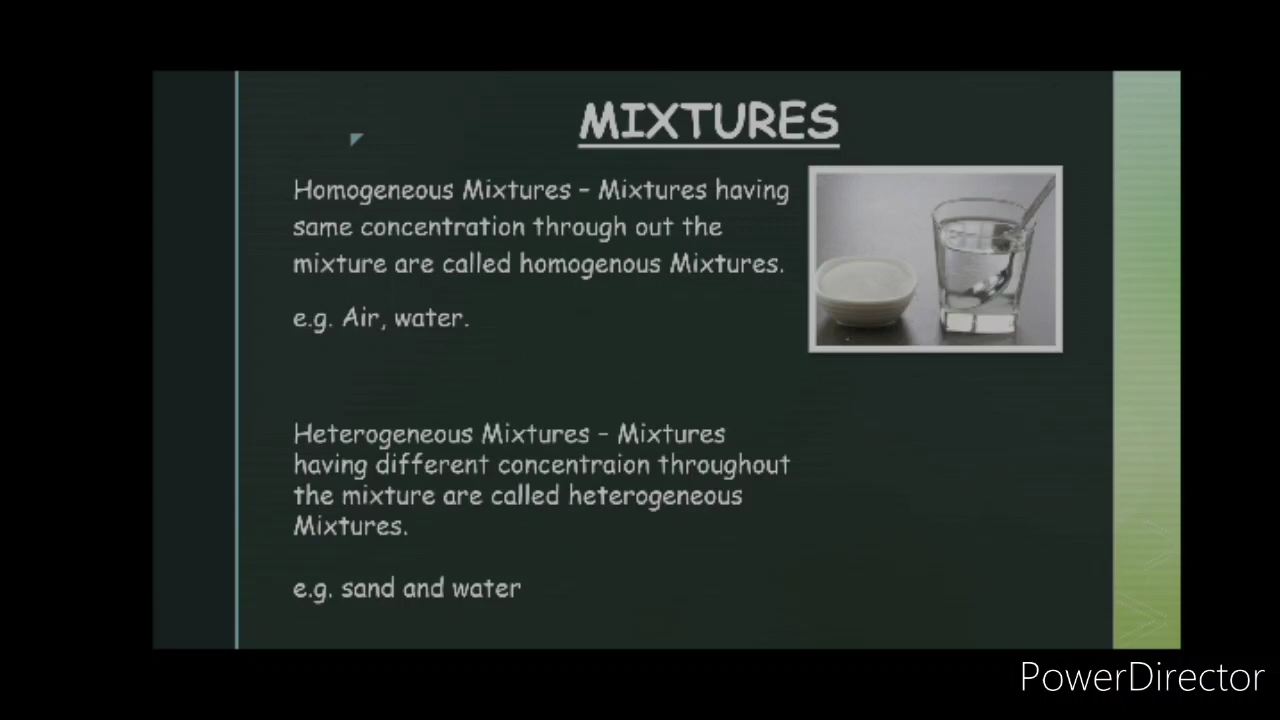 MIXTURES
Homogeneous Mixtures – Mixtures having
same concentration through out the
mixture are called homogenous Mixtures.
e.g. Air, water.
Heterogeneous Mixtures – Mixtures
having different concentraion throughout
the mixture are called heterogeneous
Mixtures.
e.g. sand and water
PowerDirector